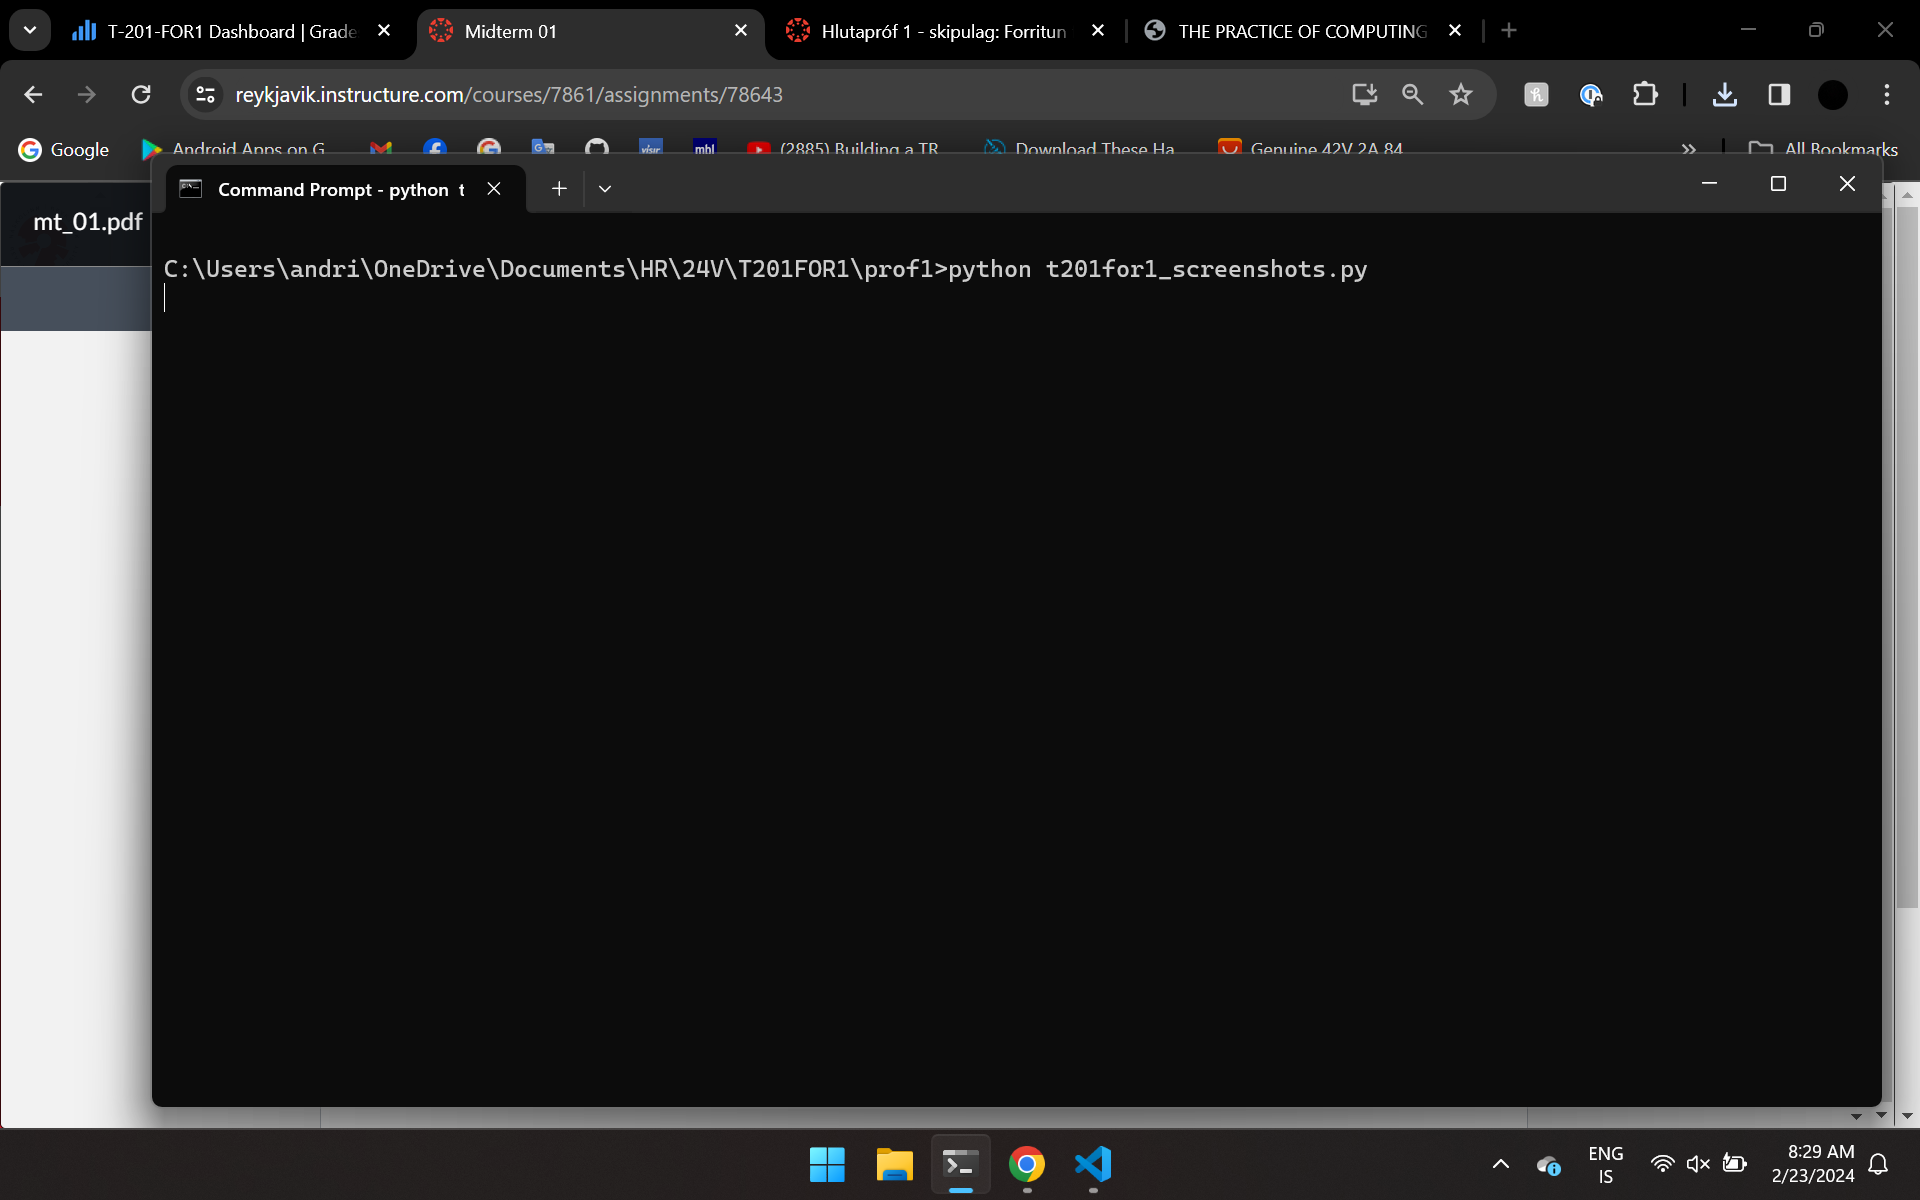 T-201-FOR1 Dashboard | Grade
Midterm 01
Hlutapróf 1 - skipulag: Forritun
THE PRACTICE OF COMPUTING
reykjavik.instructure.com/courses/7861/assignments/78643
Google
Android Apps on G
visir
mbl
(2885) Building a TR
Download These Ha
Genuine 42V 2A 84
All Bookmarks
mt_01.pdf
Command Prompt - python t
C:\Users\andri\OneDrive\Documents\HR\24V\T201FOR1\prof1>python t201for1_screenshots.py
ENG
IS
8:29 AM
2/23/2024